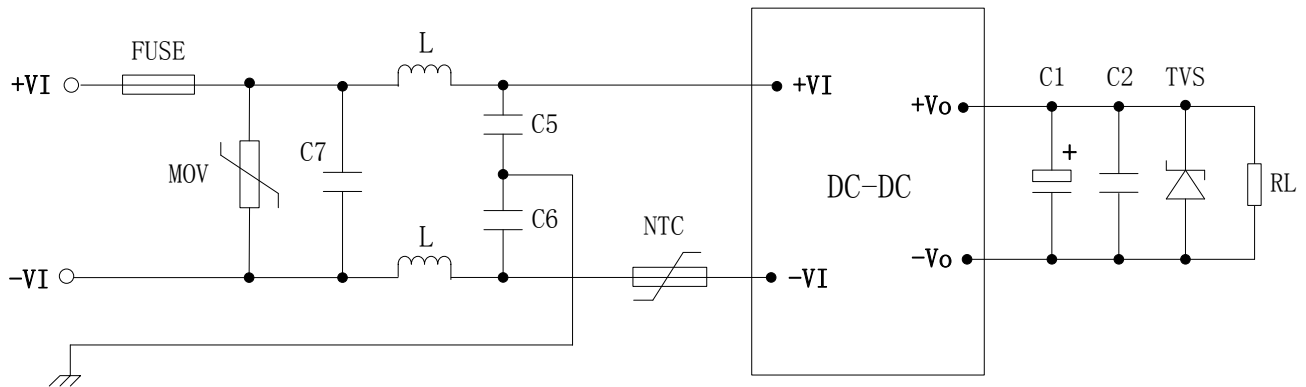 FUSE
L
C1
C2
TVS
+VI
+VI
+Vo
C5
C7
+
MOV
DC-DC
RL
C6
L
NTC
-Vo
-VI
-VI